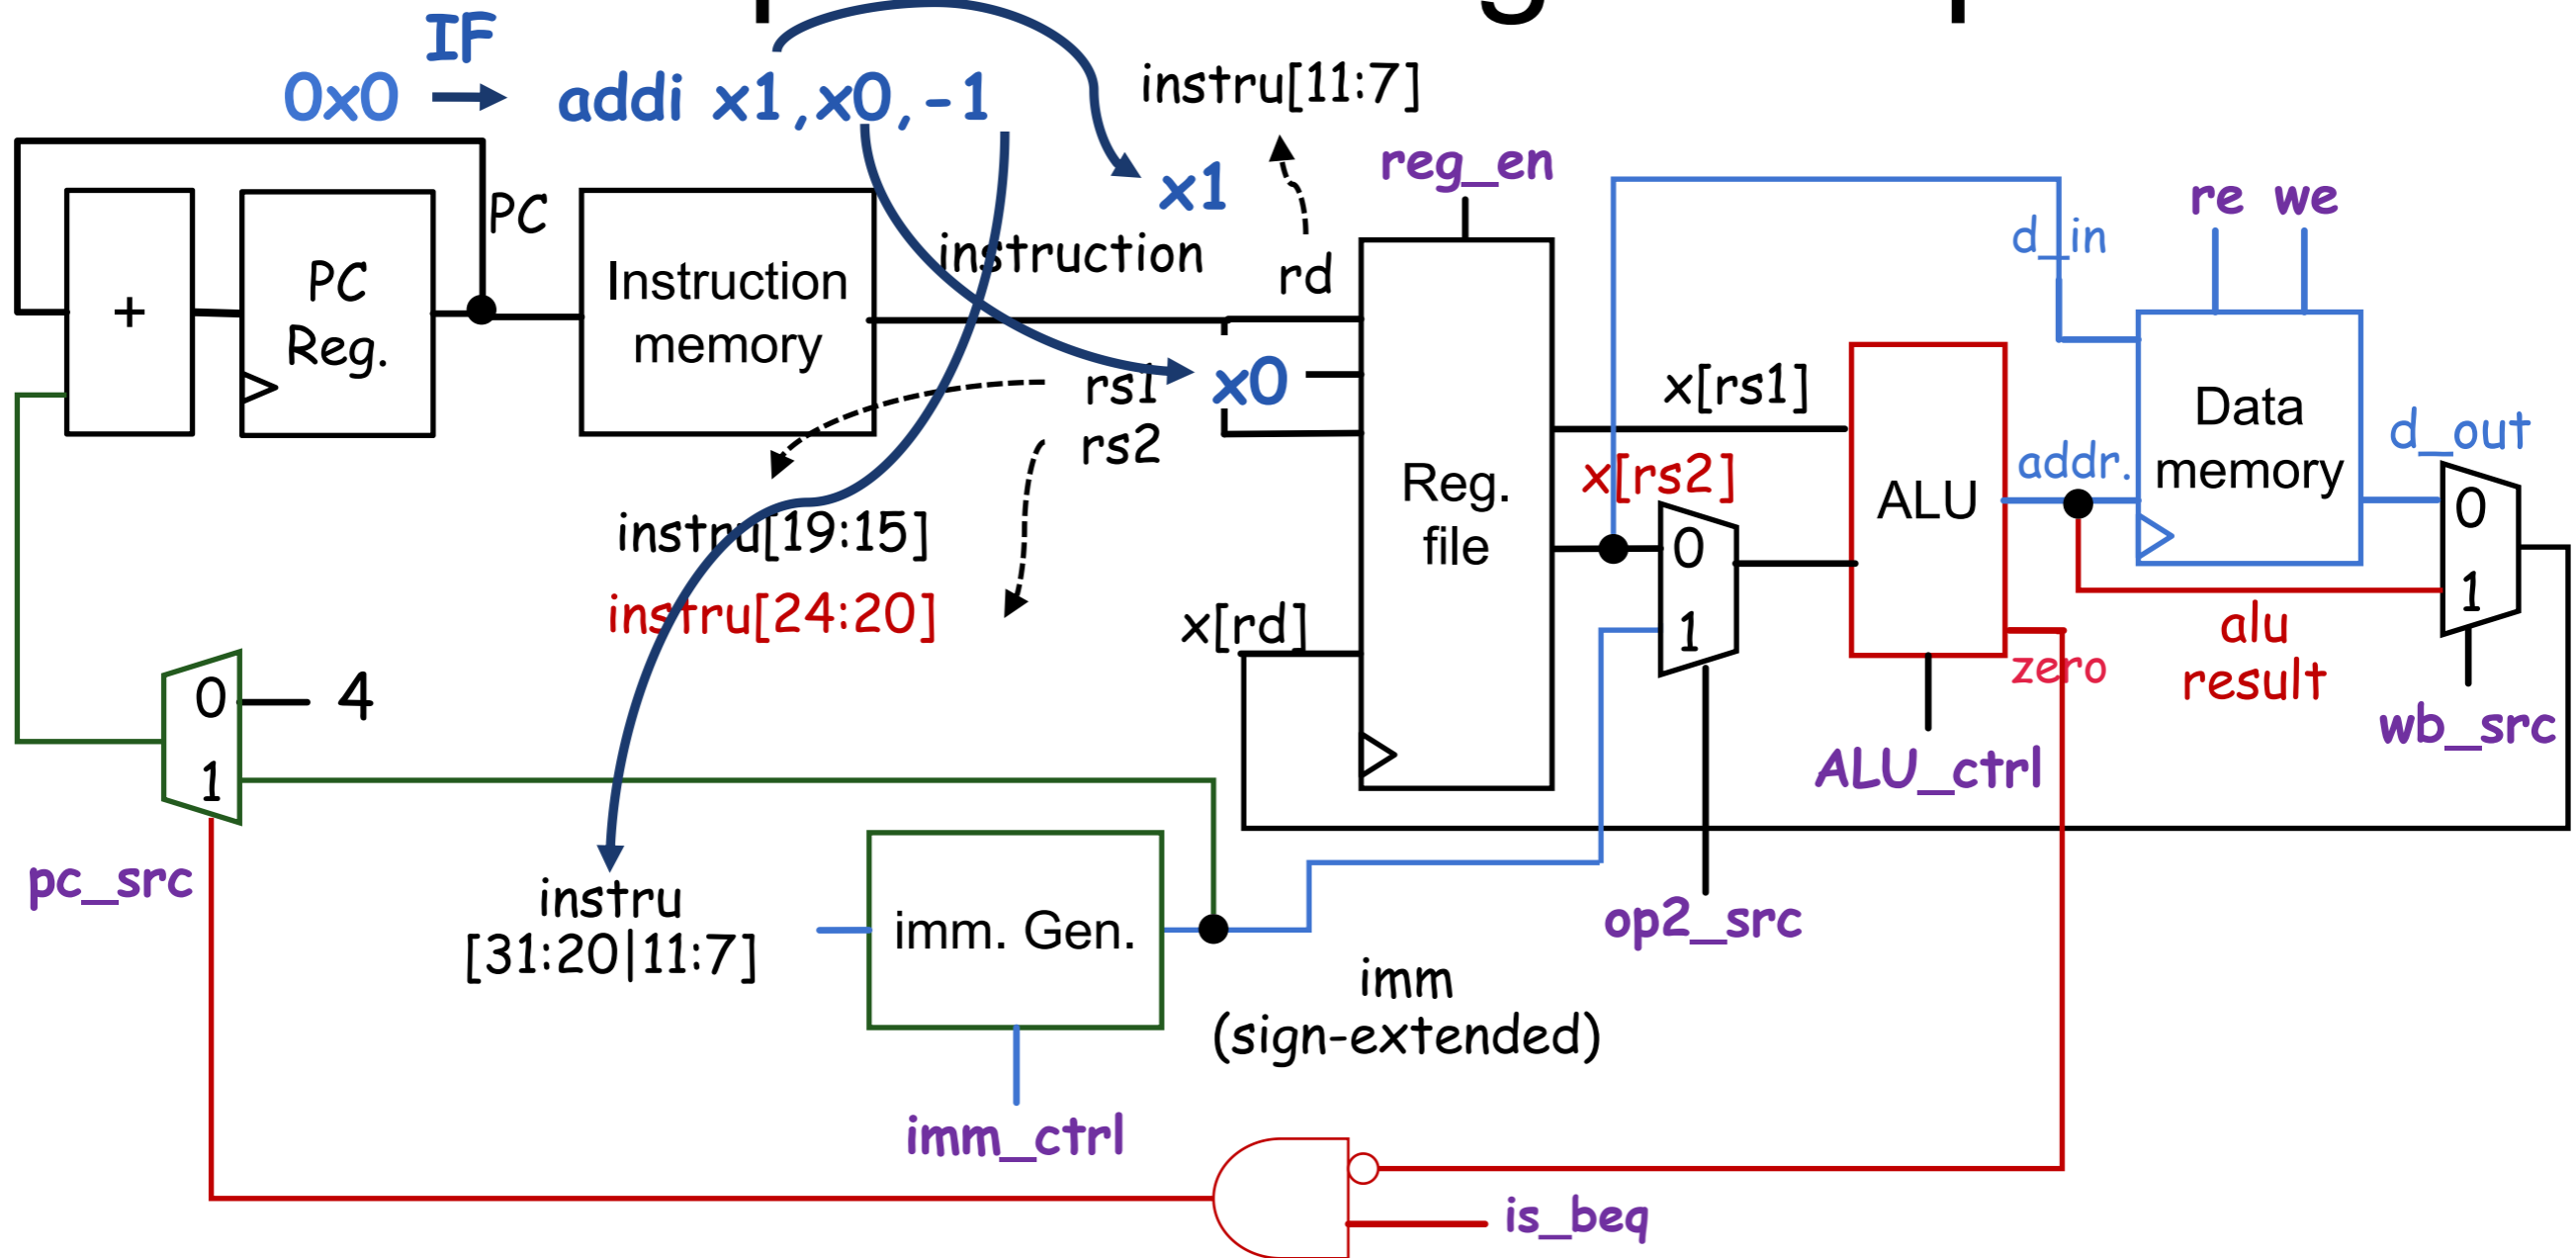 IF
0x0
addi x1,x0,-1
instru[11:7]
x1
reg_en
re
we
PC
d_in
instruction
rd
+
PC
Reg.
Instruction
memory
rs1
x0
rs2
x[rs1]
Data
memory
d_out
x[rs2]
addr.
Reg.
file
ALU
0
1
0
1
instru[19:15]
instru[24:20]
x[rd]
zero
alu
result
wb_src
0
4
1
ALU_ctrl
pc_src
instru
[31:20|11:7]
imm. Gen.
op2_src
imm
(sign-extended)
imm_ctrl
is_beq